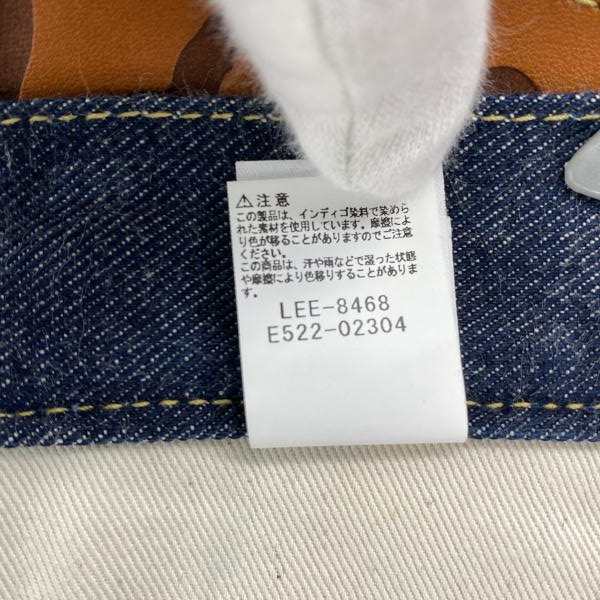 ⚠注意
この製品は、インディゴ染料で染めら
れた素材を使用しています。摩擦によ
り色が移ることがありますのでご注意
ください。
この商品は、汗や雨などで湿った状態
や摩擦により色移りすることがありま
す。
LEE-8468
E522-02304